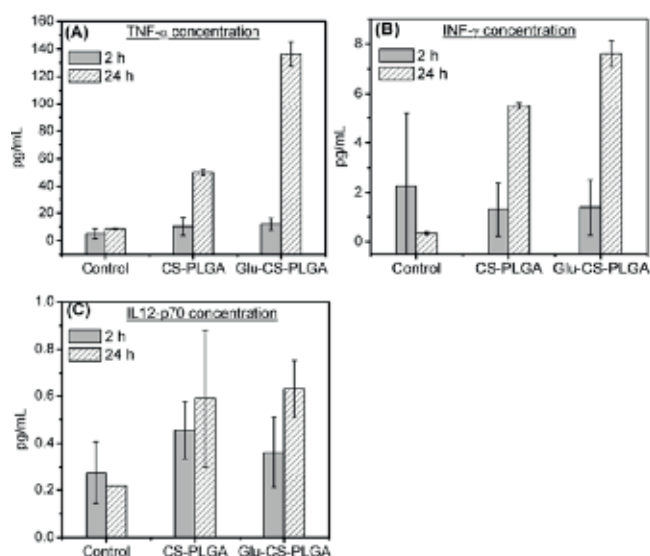 (A) TNF-α concentration
2 h
24 h
pg/mL
160
140
120
100
80
60
40
20
0
Control CS-PLGA Glu-CS-PLGA
(B) INF-γ concentration
2 h
24 h
pg/mL
8
6
4
2
0
Control CS-PLGA Glu-CS-PLGA
(C) IL12-p70 concentration
2 h
24 h
pg/mL
1.0
0.8
0.6
0.4
0.2
0.0
Control CS-PLGA Glu-CS-PLGA